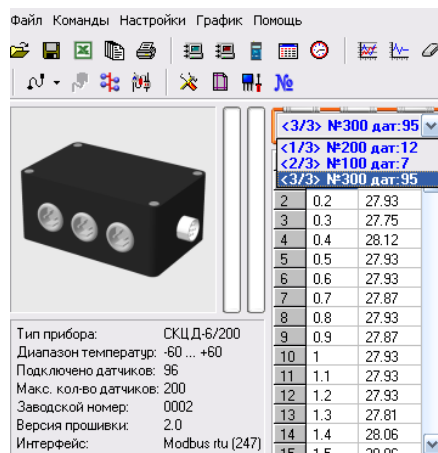 Файл Команды Настройки График Помощь
№
<3/3> №300 дат:95
<1/3> №200 дат:12
<2/3> №100 дат:7
<3/3> №300 дат:95
2 0.2 27.93
3 0.3 27.75
4 0.4 28.12
5 0.5 27.93
6 0.6 27.93
7 0.7 27.87
8 0.8 27.93
9 0.9 27.87
10 1 27.93
11 1.1 27.93
12 1.2 27.93
13 1.3 27.81
14 1.4 28.06
Тип прибора: СКЦД-6/200
Диапазон температур: -60 ... +60
Подключено датчиков: 96
Макс. кол-во датчиков: 200
Заводской номер: 0002
Версия прошивки: 2.0
Интерфейс: Modbus rtu (247)